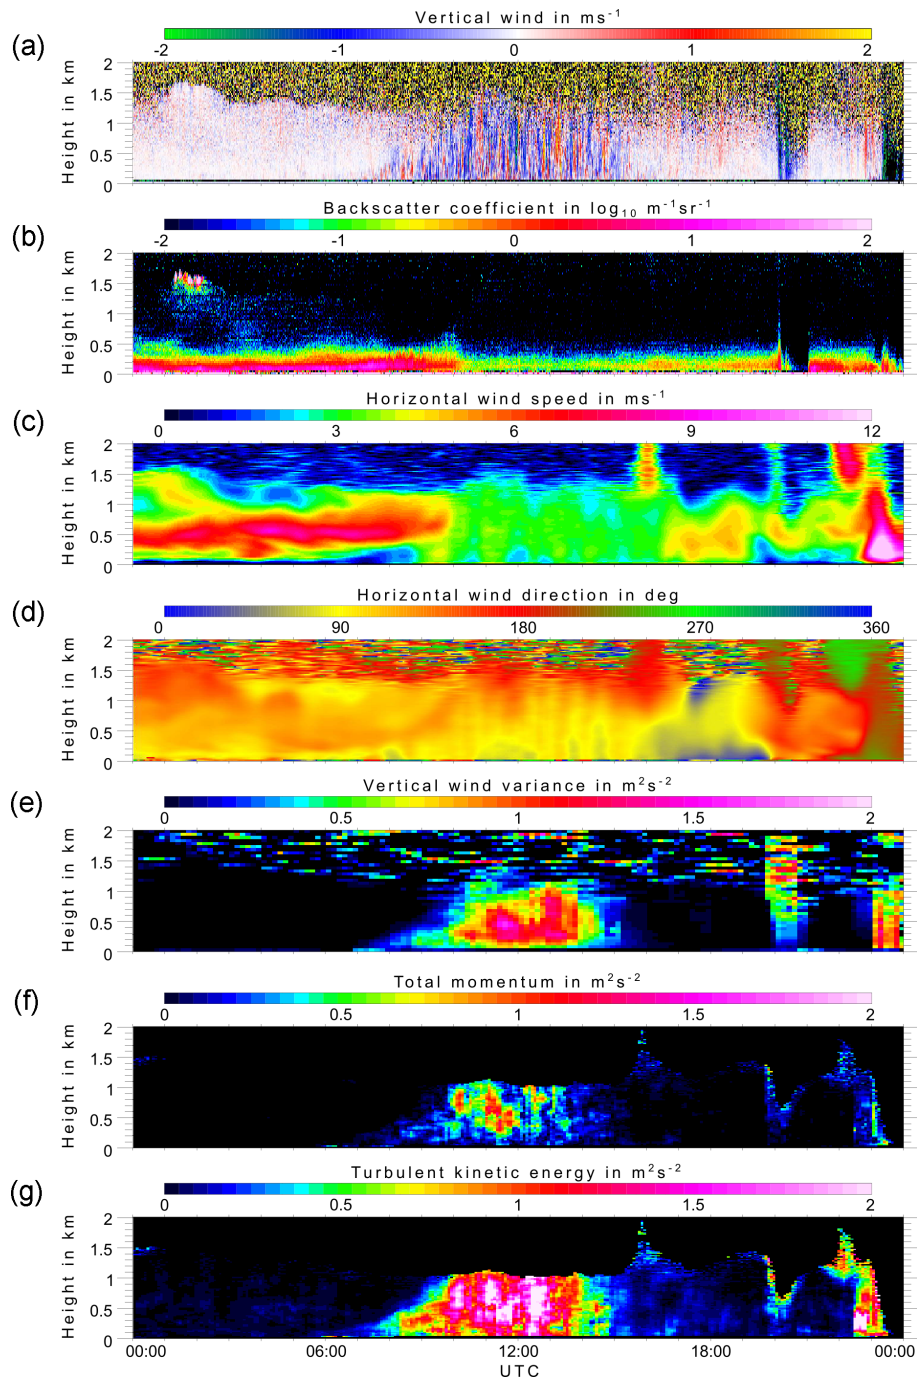 (a)
Vertical wind in ms-1
-2 -1 0 1 2
Height in km
2
1.5
1
0.5
0
(b)
Backscatter coefficient in log10 m-1sr-1
-2 -1 0 1 2
Height in km
2
1.5
1
0.5
0
(c)
Horizontal wind speed in ms-1
0 3 6 9 12
Height in km
2
1.5
1
0.5
0
(d)
Horizontal wind direction in deg
0 90 180 270 360
Height in km
2
1.5
1
0.5
0
(e)
Vertical wind variance in m2s-2
0 0.5 1 1.5 2
Height in km
2
1.5
1
0.5
0
(f)
Total momentum in m2s-2
0 0.5 1 1.5 2
Height in km
2
1.5
1
0.5
0
(g)
Turbulent kinetic energy in m2s-2
0 0.5 1 1.5 2
Height in km
2
1.5
1
0.5
0
00:00 06:00 12:00 18:00 00:00
UTC